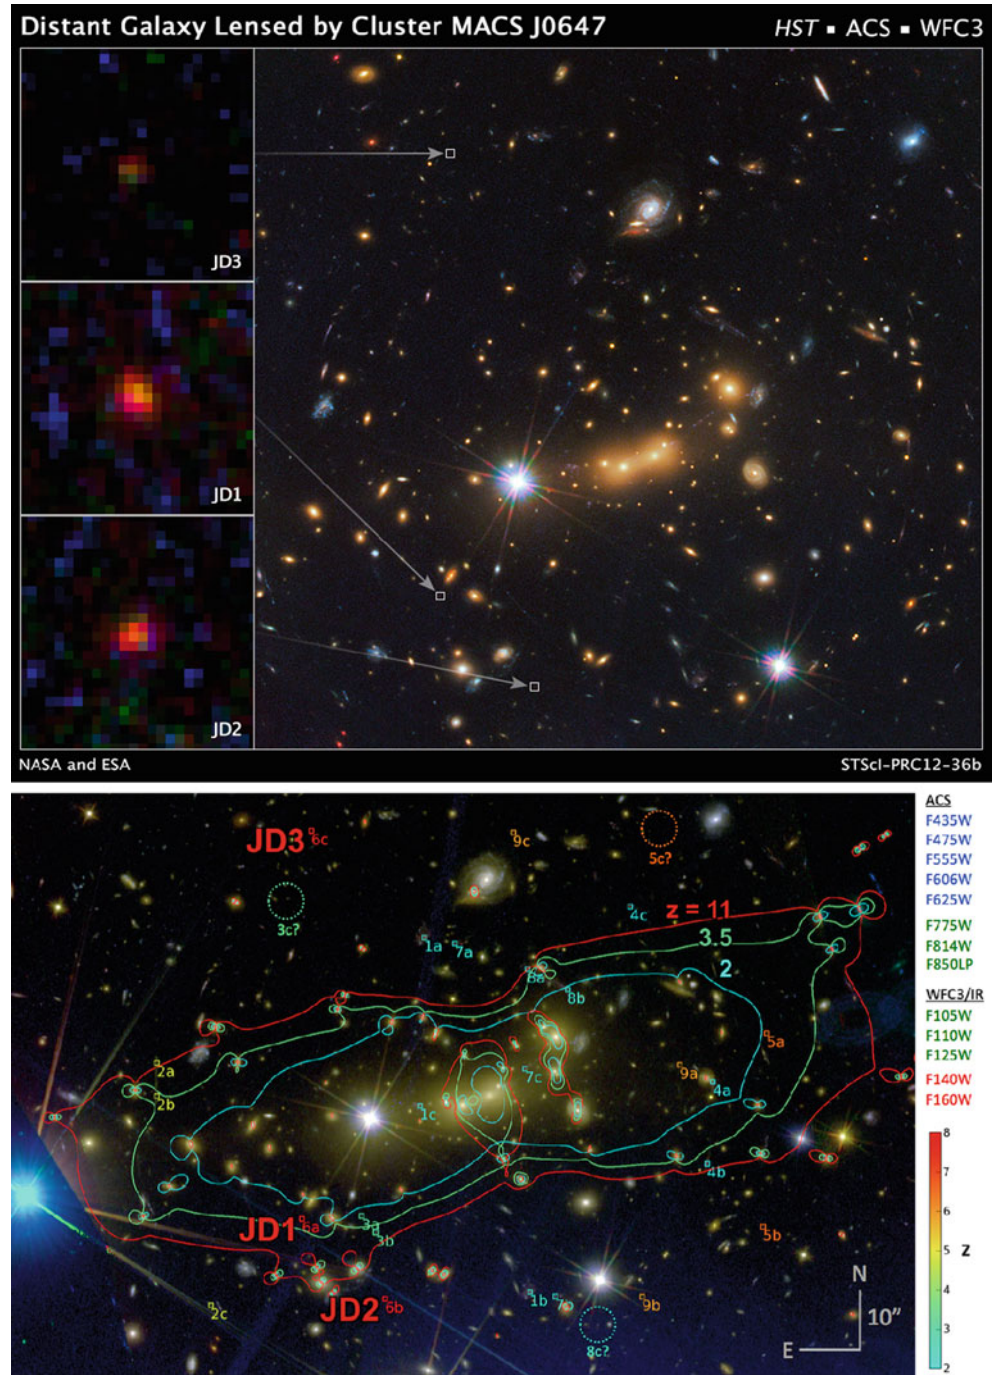 Distant Galaxy Lensed by Cluster MACS J0647
HST ▪ ACS ▪ WFC3
JD3
JD1
JD2
NASA and ESA
STScI-PRC12-36b
JD3 6c
9c
5c?
3c?
4c
z = 11
3.5
2
1a
7a
8a
8b
2a
2b
5a
7c
9a
4a
1c
4b
JD1 6a
3a
3b
5b
JD2 6b
2c
1b
7b
9b
8c?
N
E
10″
ACS
F435W
F475W
F555W
F606W
F625W
F775W
F814W
F850LP
WFC3/IR
F105W
F110W
F125W
F140W
F160W
8
7
6
5
4
3
2
Z